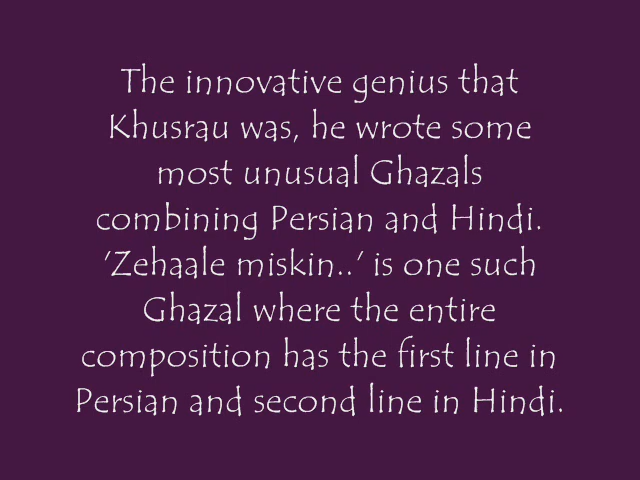 The innovative genius that
Khusrau was, he wrote some
most unusual Ghazals
combining Persian and Hindi.
'Zehaale miskin..' is one such
Ghazal where the entire
composition has the first line in
Persian and second line in Hindi.